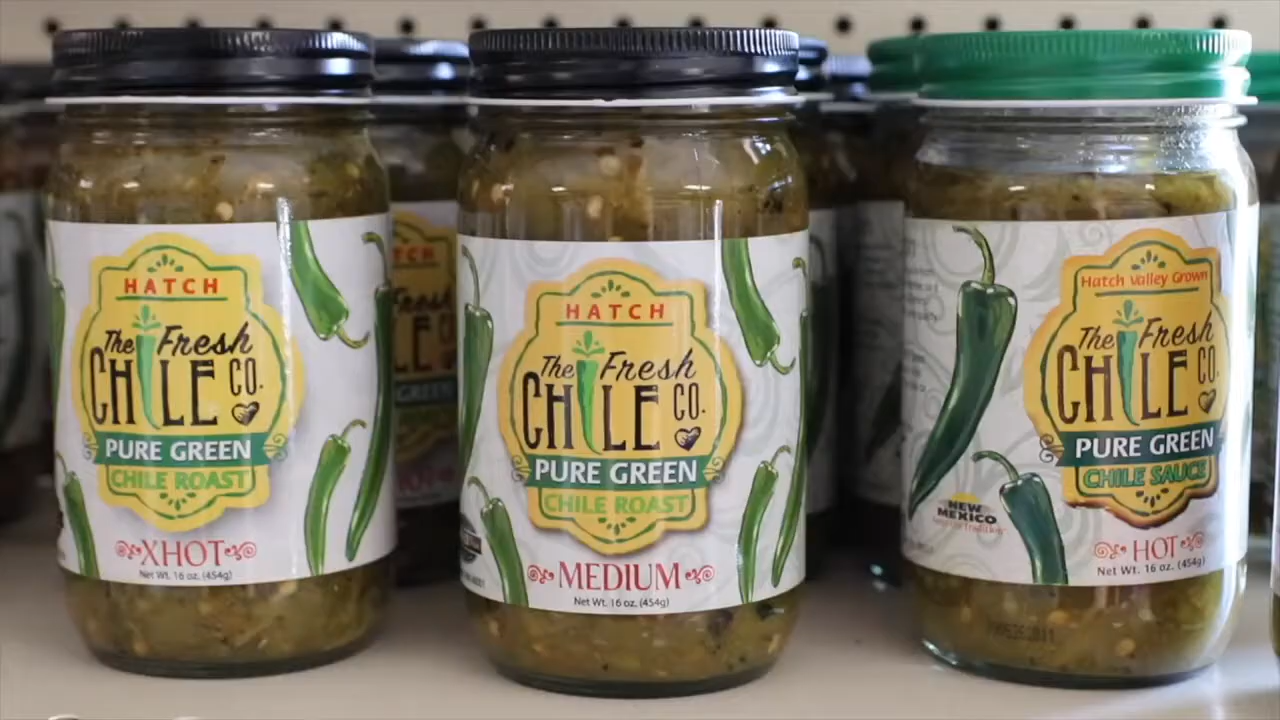 HATCH
The Fresh
CHILE CO.
PURE GREEN
CHILE ROAST
XHOT
Net Wt. 16 oz. (454g)
HATCH
The Fresh
CHILE CO.
PURE GREEN
CHILE ROAST
MEDIUM
Net Wt. 16 oz. (454g)
Hatch Valley Grown
The Fresh
CHILE CO.
PURE GREEN
CHILE SAUCE
NEW
MEXICO
HOT
Net Wt. 16 oz. (454g)